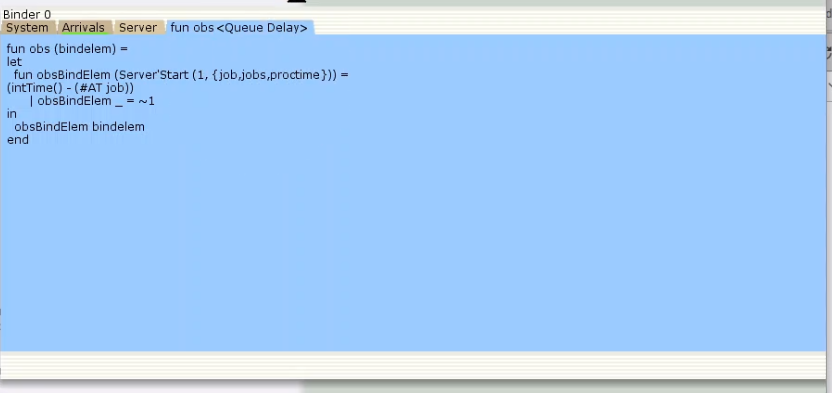 Binder 0
System Arrivals Server fun obs <Queue Delay>
fun obs (bindelem) =
let
fun obsBindElem (Server'Start (1, {job,jobs,proctime})) =
(intTime() - (#AT job))
| obsBindElem _ = ~1
in
obsBindElem bindelem
end